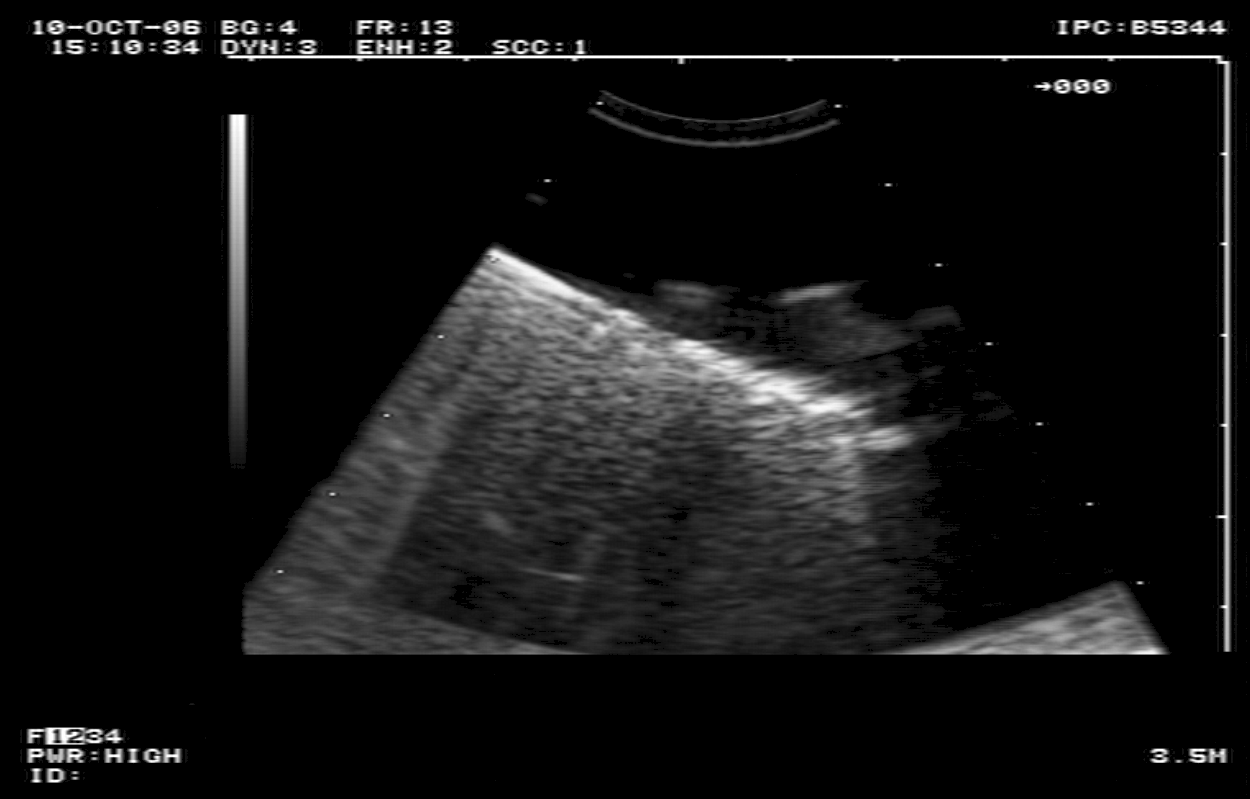 10-OCT-06 BG:4 FR:13 IPC:B5344
15:10:34 DYN:3 ENH:2 SCC:1
→000
F1234
PWR:HIGH 3.5M
ID: